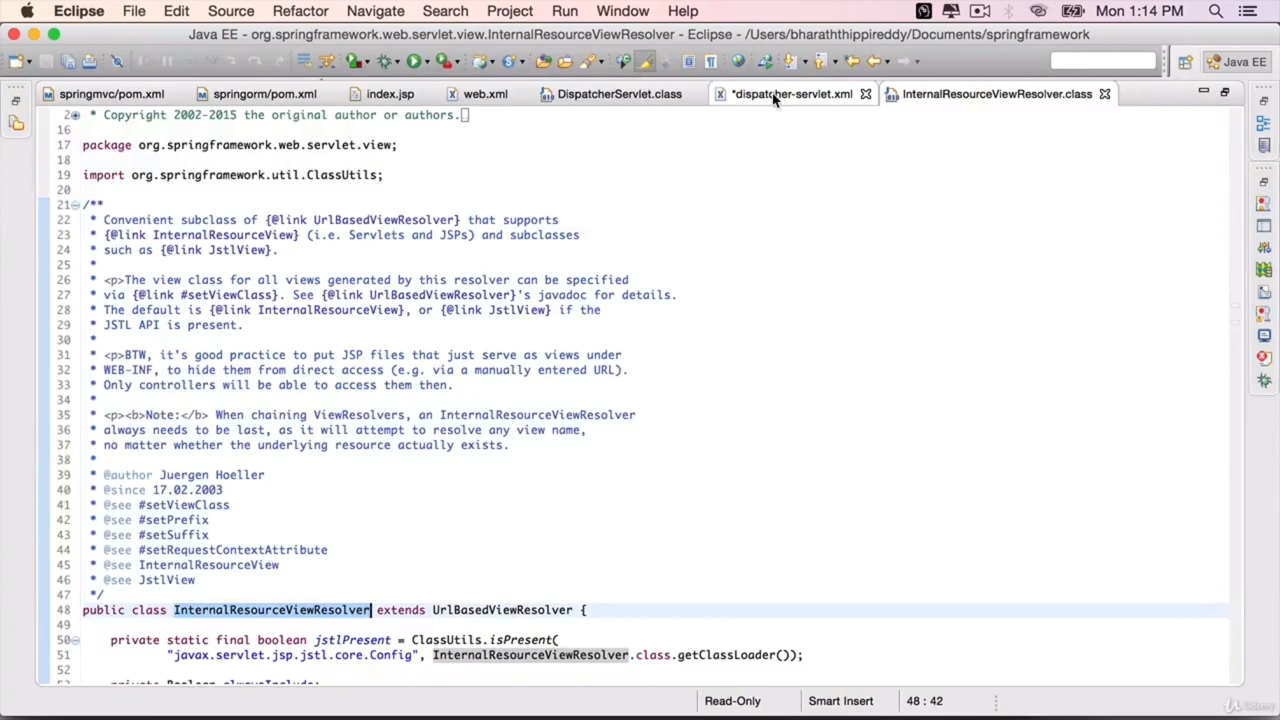 Eclipse File Edit Source Refactor Navigate Search Project Run Window Help Mon 1:14 PM
Java EE - org.springframework.web.servlet.view.InternalResourceViewResolver - Eclipse - /Users/bharaththippireddy/Documents/springframework
Java EE
springmvc/pom.xml springorm/pom.xml index.jsp web.xml DispatcherServlet.class *dispatcher-servlet.xml InternalResourceViewResolver.class
2 * Copyright 2002-2015 the original author or authors.
16
17 package org.springframework.web.servlet.view;
18
19 import org.springframework.util.ClassUtils;
20
21 /**
22 * Convenient subclass of {@link UrlBasedViewResolver} that supports
23 * {@link InternalResourceView} (i.e. Servlets and JSPs) and subclasses
24 * such as {@link JstlView}.
25 *
26 * <p>The view class for all views generated by this resolver can be specified
27 * via {@link #setViewClass}. See {@link UrlBasedViewResolver}'s javadoc for details.
28 * The default is {@link InternalResourceView}, or {@link JstlView} if the
29 * JSTL API is present.
30 *
31 * <p>BTW, it's good practice to put JSP files that just serve as views under
32 * WEB-INF, to hide them from direct access (e.g. via a manually entered URL).
33 * Only controllers will be able to access them then.
34 *
35 * <p><b>Note:</b> When chaining ViewResolvers, an InternalResourceViewResolver
36 * always needs to be last, as it will attempt to resolve any view name,
37 * no matter whether the underlying resource actually exists.
38 *
39 * @author Juergen Hoeller
40 * @since 17.02.2003
41 * @see #setViewClass
42 * @see #setPrefix
43 * @see #setSuffix
44 * @see #setRequestContextAttribute
45 * @see InternalResourceView
46 * @see JstlView
47 */
48 public class InternalResourceViewResolver extends UrlBasedViewResolver {
49
50 private static final boolean jstlPresent = ClassUtils.isPresent(
51 "javax.servlet.jsp.jstl.core.Config", InternalResourceViewResolver.class.getClassLoader());
52
private Boolean alwaysInclude;
Read-Only Smart Insert 48 : 42
Udemy